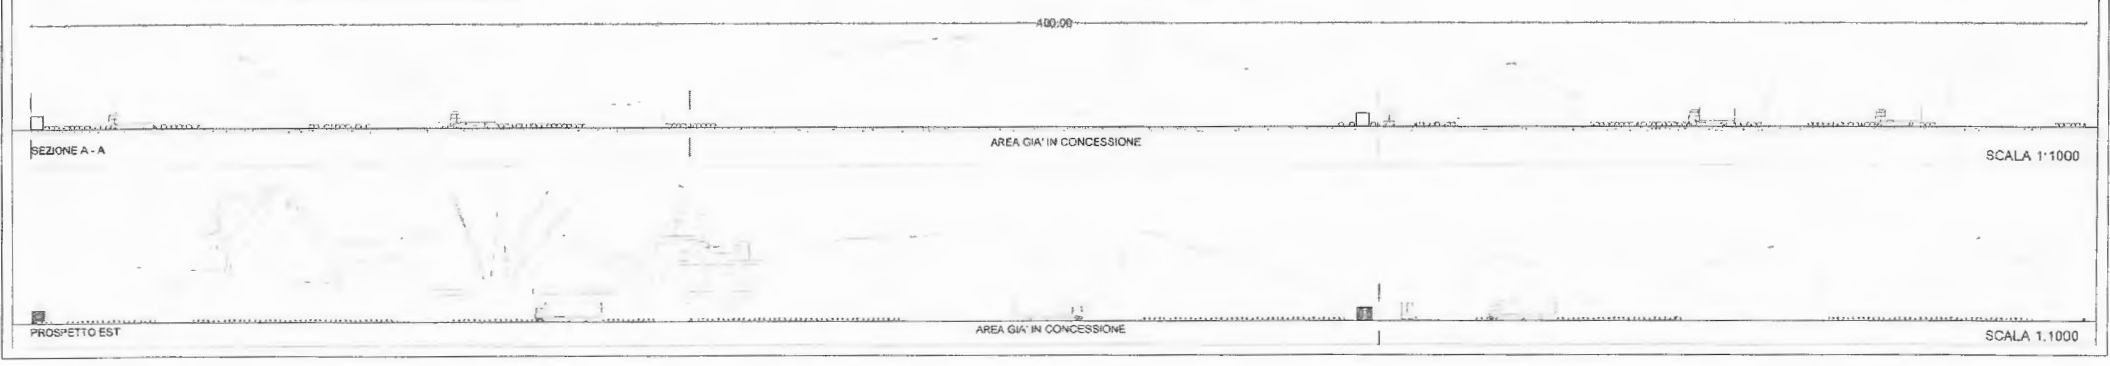 400,00
SEZIONE A - A
AREA GIA' IN CONCESSIONE
SCALA 1:1000
PROSPETTO EST
AREA GIA' IN CONCESSIONE
SCALA 1:1000